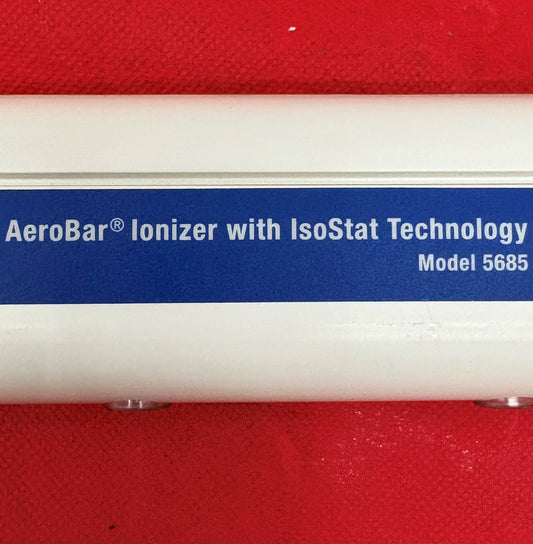 AeroBar® Ionizer with IsoStat Technology
Model 5685